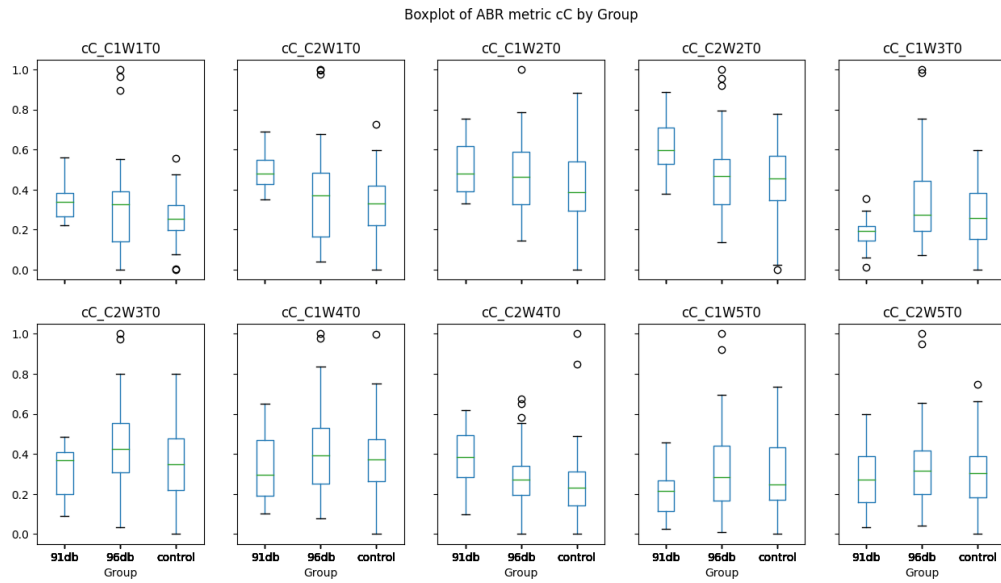 Boxplot of ABR metric cC by Group
cC_C1W1T0
cC_C2W1T0
cC_C1W2T0
cC_C2W2T0
cC_C1W3T0
1.0
0.8
0.6
0.4
0.2
0.0
cC_C2W3T0
cC_C1W4T0
cC_C2W4T0
cC_C1W5T0
cC_C2W5T0
1.0
0.8
0.6
0.4
0.2
0.0
91db 96db control
91db 96db control
91db 96db control
91db 96db control
91db 96db control
Group
Group
Group
Group
Group